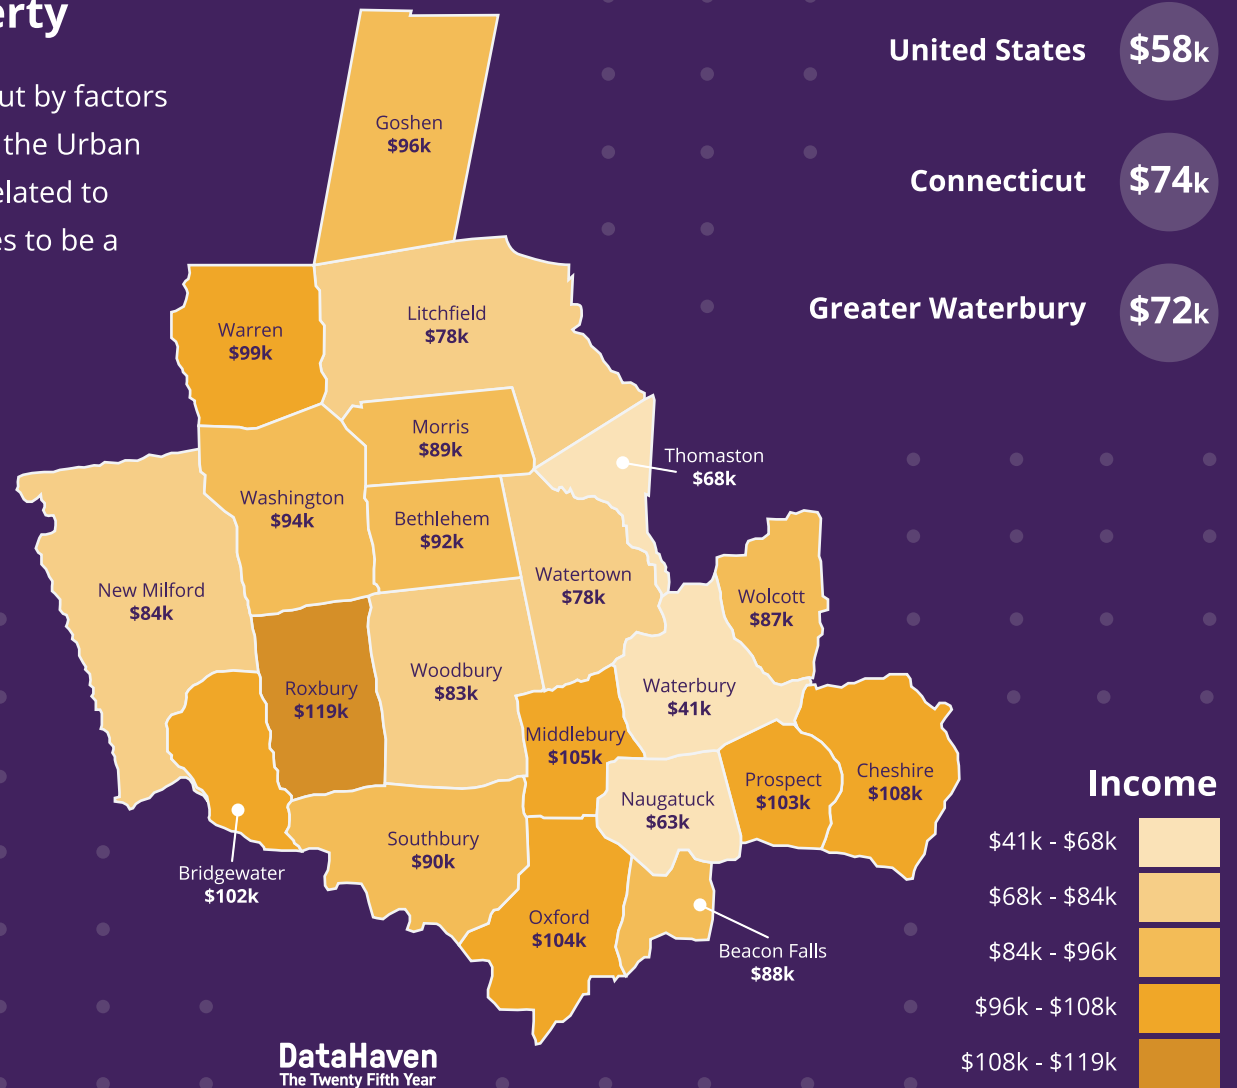 erty
ut by factors
the Urban
elated to
es to be a
United States $58k
Connecticut $74k
Greater Waterbury $72k
Goshen
$96k
Warren
$99k
Litchfield
$78k
Morris
$89k
Thomaston
$68k
Washington
$94k
Bethlehem
$92k
Watertown
$78k
New Milford
$84k
Wolcott
$87k
Roxbury
$119k
Woodbury
$83k
Waterbury
$41k
Middlebury
$105k
Naugatuck
$63k
Prospect
$103k
Cheshire
$108k
Southbury
$90k
Bridgewater
$102k
Oxford
$104k
Beacon Falls
$88k
Income
$41k - $68k
$68k - $84k
$84k - $96k
$96k - $108k
$108k - $119k
DataHaven
The Twenty Fifth Year